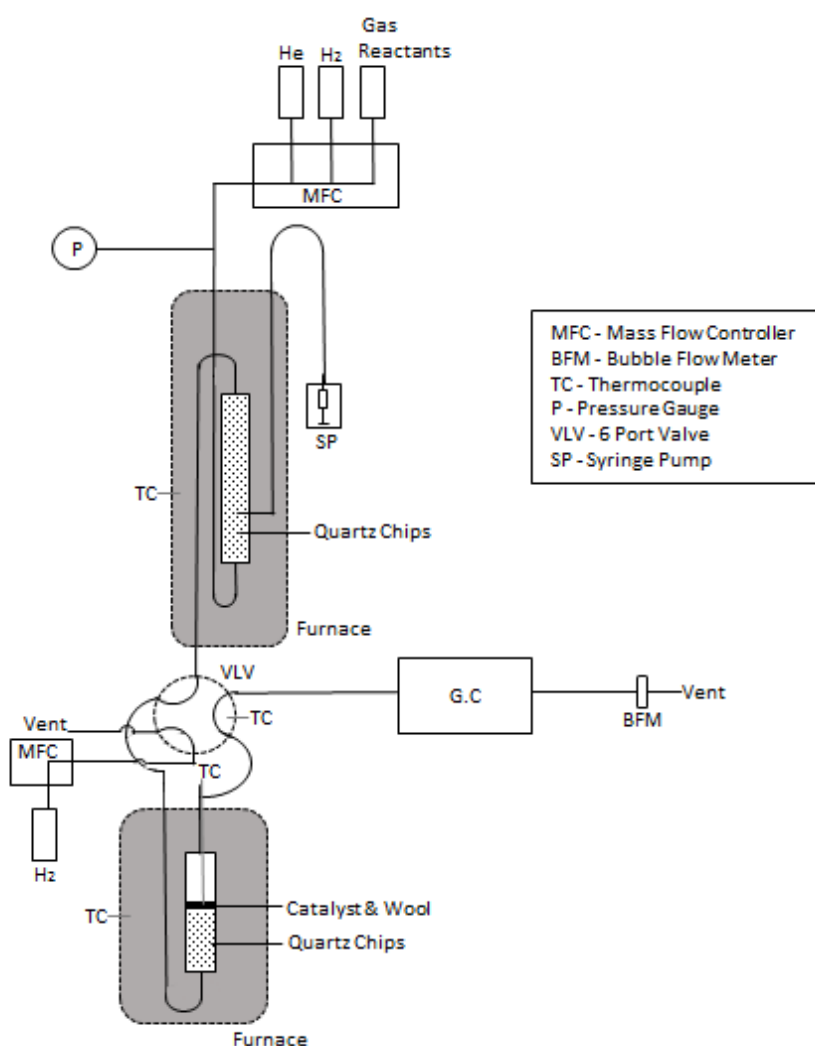 Gas
Reactants
He
H2
MFC
P
MFC - Mass Flow Controller
BFM - Bubble Flow Meter
TC - Thermocouple
P - Pressure Gauge
VLV - 6 Port Valve
SP - Syringe Pump
SP
TC
Quartz Chips
Furnace
VLV
TC
G.C
Vent
BFM
Vent
MFC
TC
H2
TC
Catalyst & Wool
Quartz Chips
Furnace